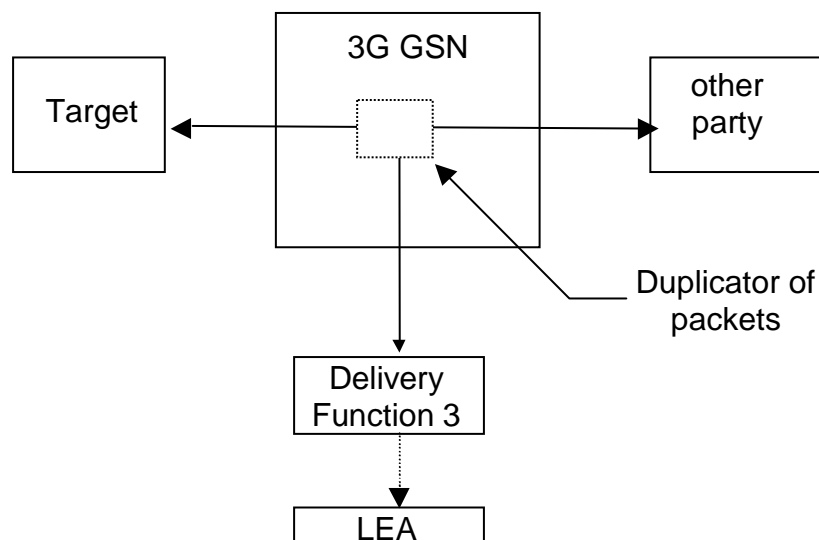 3G GSN
Target
other
party
Duplicator of
packets
Delivery
Function 3
LEA